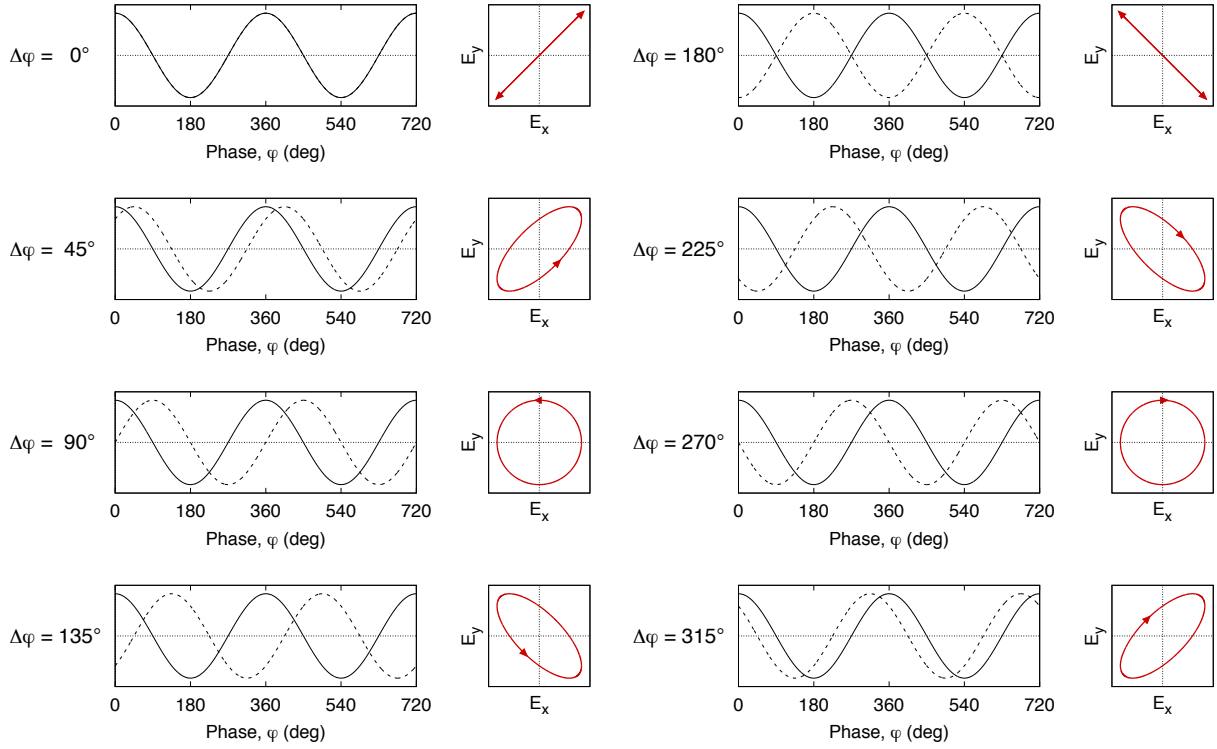 Δφ = 0°
E_y
0 180 360 540 720
E_x
Phase, φ (deg)
Δφ = 180°
E_y
0 180 360 540 720
E_x
Phase, φ (deg)
Δφ = 45°
E_y
0 180 360 540 720
E_x
Phase, φ (deg)
Δφ = 225°
E_y
0 180 360 540 720
E_x
Phase, φ (deg)
Δφ = 90°
E_y
0 180 360 540 720
E_x
Phase, φ (deg)
Δφ = 270°
E_y
0 180 360 540 720
E_x
Phase, φ (deg)
Δφ = 135°
E_y
0 180 360 540 720
E_x
Phase, φ (deg)
Δφ = 315°
E_y
0 180 360 540 720
E_x
Phase, φ (deg)